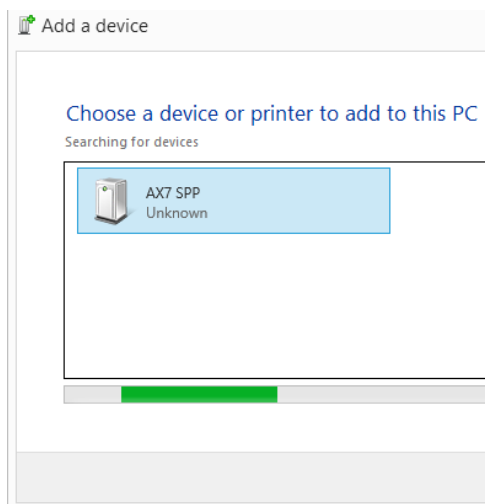 Add a device
Choose a device or printer to add to this PC
Searching for devices
AX7 SPP
Unknown